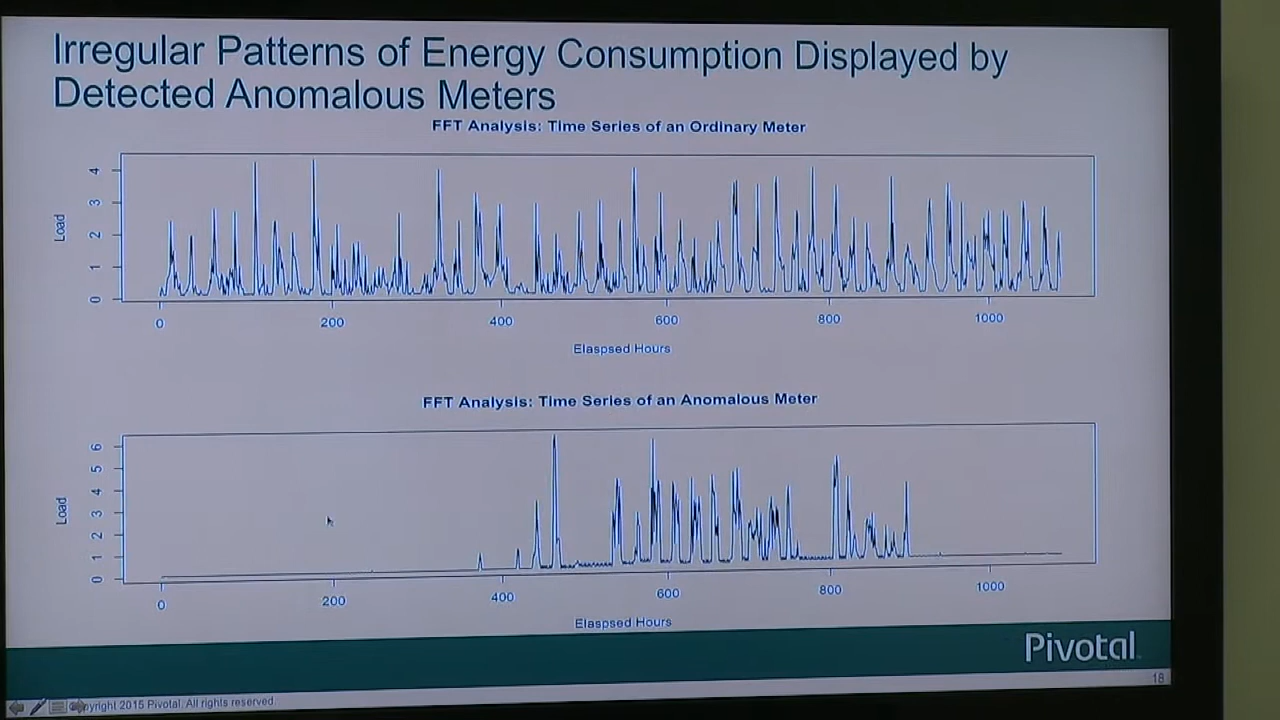 Irregular Patterns of Energy Consumption Displayed by
Detected Anomalous Meters
FFT Analysis: Time Series of an Ordinary Meter
Load
4
3
2
1
0
0 200 400 600 800 1000
Elaspsed Hours
FFT Analysis: Time Series of an Anomalous Meter
Load
6
5
4
3
2
1
0
0 200 400 600 800 1000
Elaspsed Hours
Pivotal
18
2015 Pivotal. All rights reserved.